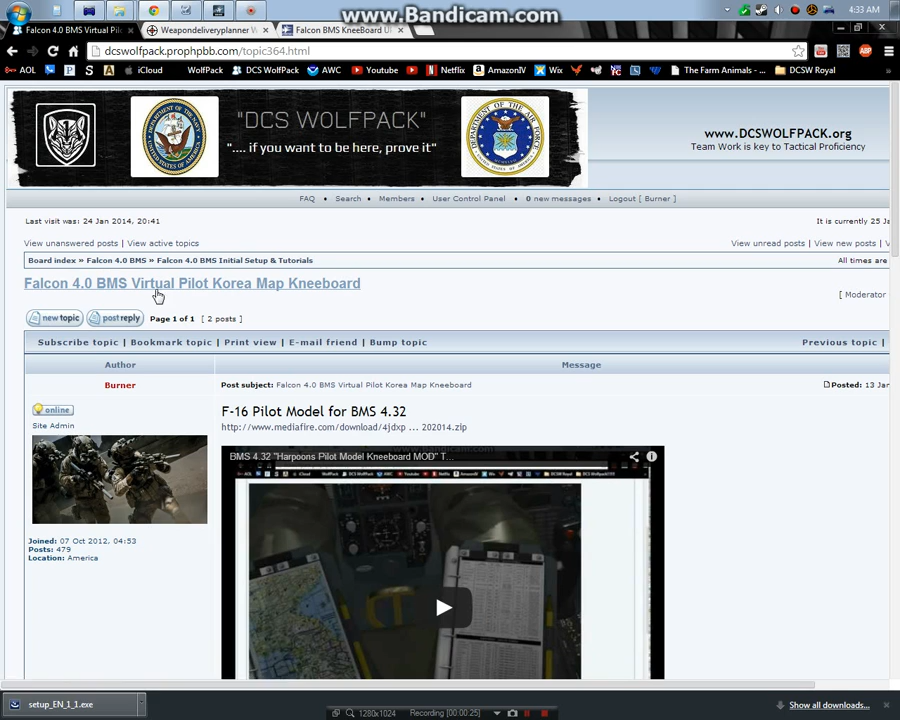 www.Bandicam.com
4:33 AM
Falcon 4.0 BMS Virtual Pil
Weapondeliveryplanner
Falcon BMS KneeBoard U
dcswolfpack.prophpbb.com/topic364.html
AOL
iCloud
WolfPack
DCS WolfPack
AWC
Youtube
Netflix
AmazonIV
Wix
The Farm Animals - ...
DCSW Royal
"DCS WOLFPACK"
".... if you want to be here, prove it"
www.DCSWOLFPACK.org
Team Work is key to Tactical Proficiency
FAQ • Search • Members • User Control Panel • 0 new messages • Logout [ Burner ]
Last visit was: 24 Jan 2014, 20:41
It is currently 25 Ja
View unanswered posts | View active topics
View unread posts | View new posts | V
Board index » Falcon 4.0 BMS » Falcon 4.0 BMS Initial Setup & Tutorials
All times are
Falcon 4.0 BMS Virtual Pilot Korea Map Kneeboard
[ Moderator
new topic
post reply
Page 1 of 1 [ 2 posts ]
Subscribe topic | Bookmark topic | Print view | E-mail friend | Bump topic
Previous topic |
Author
Message
Burner
Post subject: Falcon 4.0 BMS Virtual Pilot Korea Map Kneeboard
Posted: 13 Jan
online
Site Admin
F-16 Pilot Model for BMS 4.32
http://www.mediafire.com/download/4jdxp ... 202014.zip
BMS 4.32 "Harpoons Pilot Model Kneeboard MOD" T...
Joined: 07 Oct 2012, 04:53
Posts: 479
Location: America
setup_EN_1_1.exe
Show all downloads...
1280x1024
Recording [00:00:25]